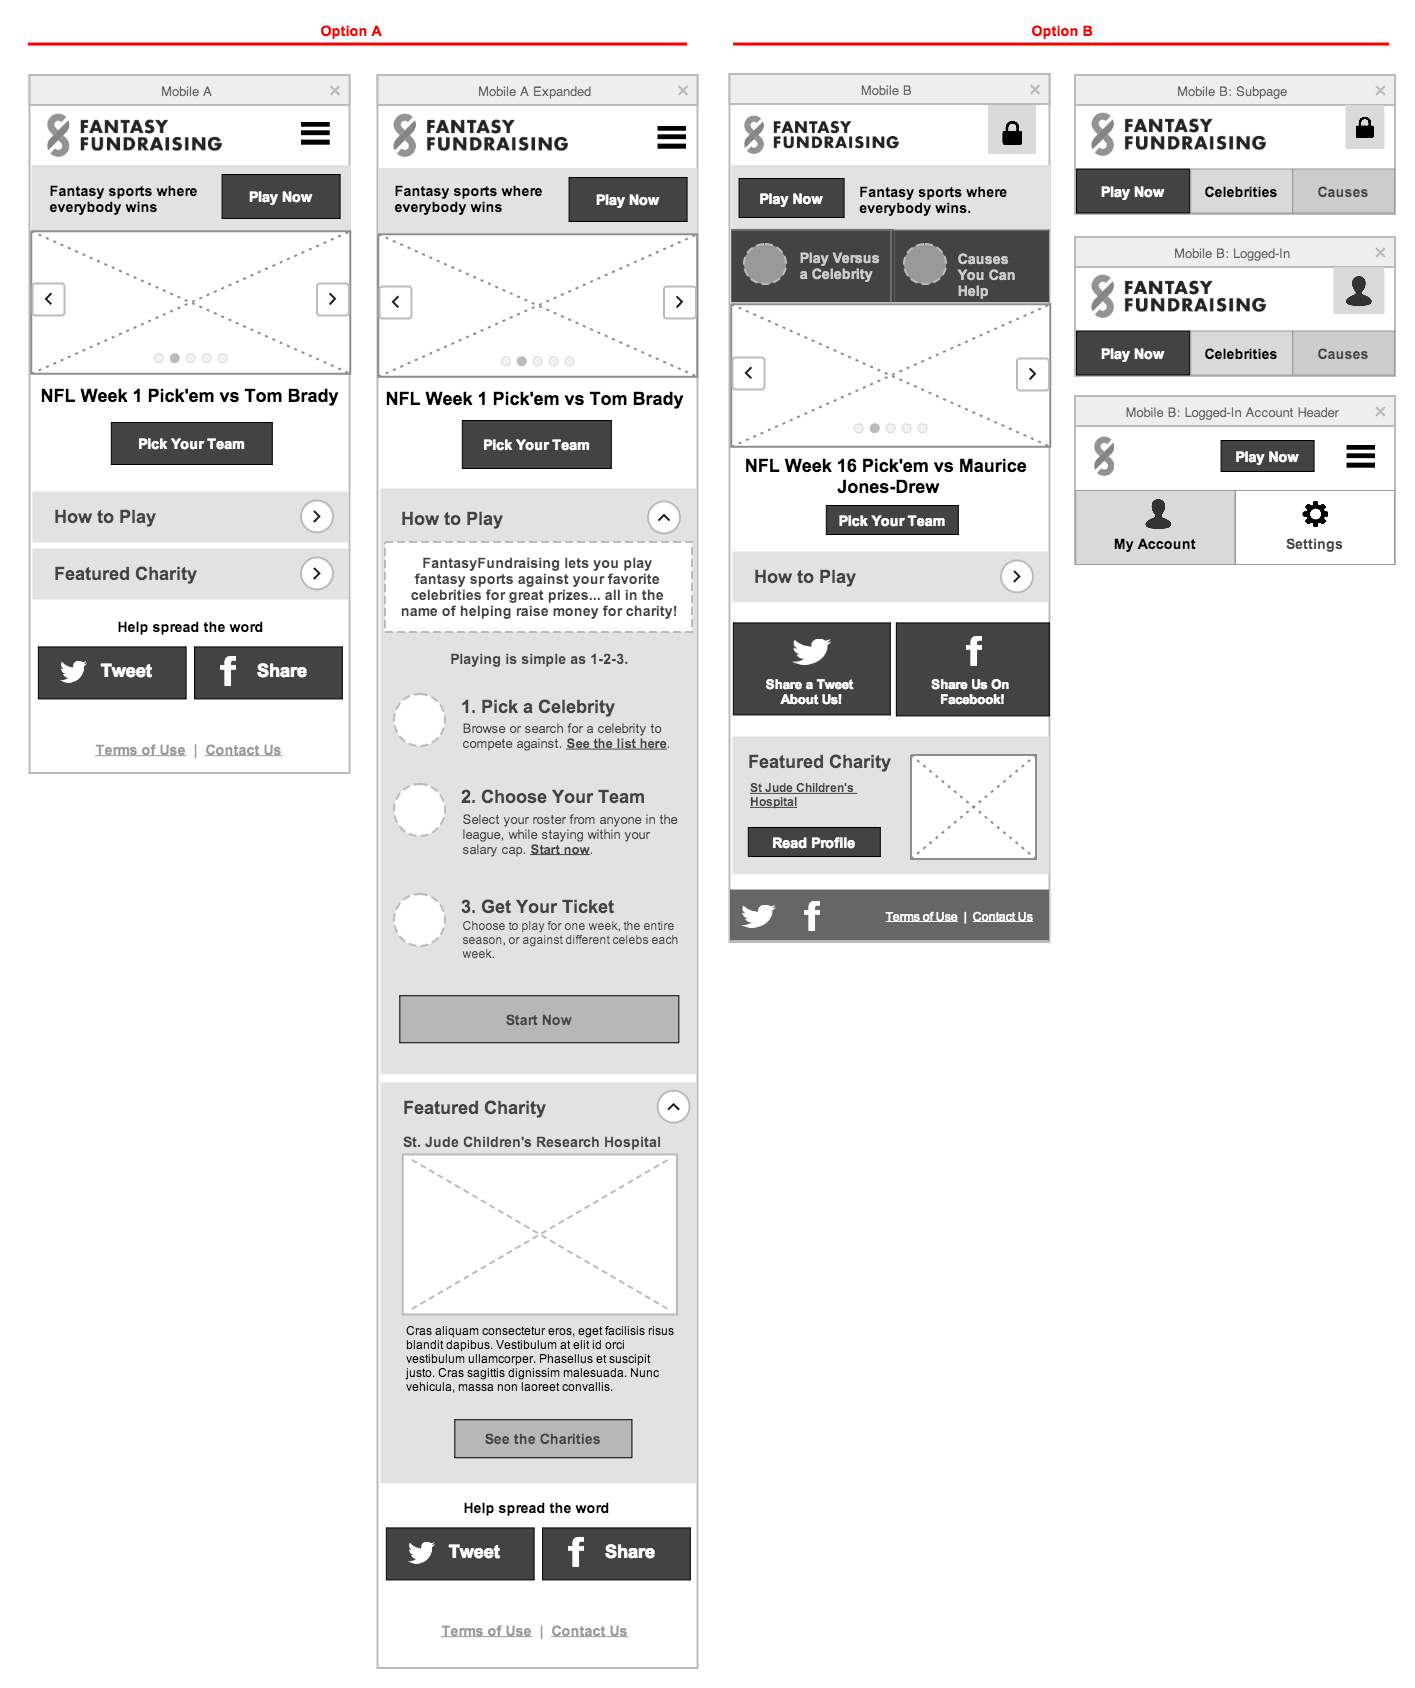 Option A
Mobile A
FANTASY
FUNDRAISING
Fantasy sports where
everybody wins
Play Now
NFL Week 1 Pick'em vs Tom Brady
Pick Your Team
How to Play
Featured Charity
Help spread the word
Tweet
Share
Terms of Use | Contact Us
Mobile A Expanded
FANTASY
FUNDRAISING
Fantasy sports where
everybody wins
Play Now
NFL Week 1 Pick'em vs Tom Brady
Pick Your Team
How to Play
FantasyFundraising lets you play
fantasy sports against your favorite
celebrities for great prizes... all in the
name of helping raise money for charity!
Playing is simple as 1-2-3.
1. Pick a Celebrity
Browse or search for a celebrity to
compete against. See the list here.
2. Choose Your Team
Select your roster from anyone in the
league, while staying within your
salary cap. Start now.
3. Get Your Ticket
Choose to play for one week, the entire
season, or against different celebs each
week.
Start Now
Featured Charity
St. Jude Children's Research Hospital
Cras aliquam consectetur eros, eget facilisis risus
blandit dapibus. Vestibulum at elit id orci
vestibulum ullamcorper. Phasellus et suscipit
justo. Cras sagittis dignissim malesuada. Nunc
vehicula, massa non laoreet convallis.
See the Charities
Help spread the word
Tweet
Share
Terms of Use | Contact Us
Option B
Mobile B
FANTASY
FUNDRAISING
Play Now
Fantasy sports where
everybody wins.
Play Versus
a Celebrity
Causes
You Can
Help
NFL Week 16 Pick'em vs Maurice
Jones-Drew
Pick Your Team
How to Play
Share a Tweet
About Us!
Share Us On
Facebook!
Featured Charity
St Jude Children's
Hospital
Read Profile
Terms of Use | Contact Us
Mobile B: Subpage
FANTASY
FUNDRAISING
Play Now
Celebrities
Causes
Mobile B: Logged-In
FANTASY
FUNDRAISING
Play Now
Celebrities
Causes
Mobile B: Logged-In Account Header
Play Now
My Account
Settings